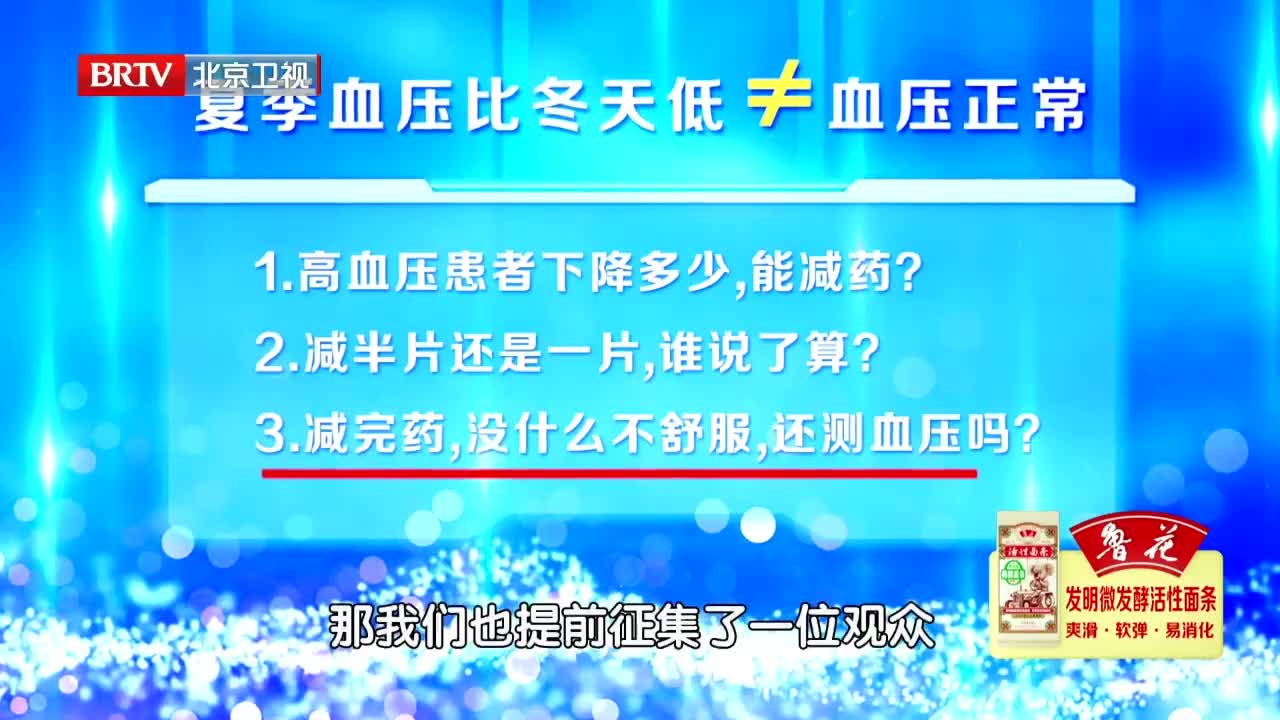 BRTV 北京卫视
夏季血压比冬天低≠血压正常
1.高血压患者下降多少,能减药?
2.减半片还是一片,谁说了算?
3.减完药,没什么不舒服,还测血压吗?
鲁花
活性面条
发明微发酵活性面条
爽滑·软弹·易消化
那我们也提前征集了一位观众